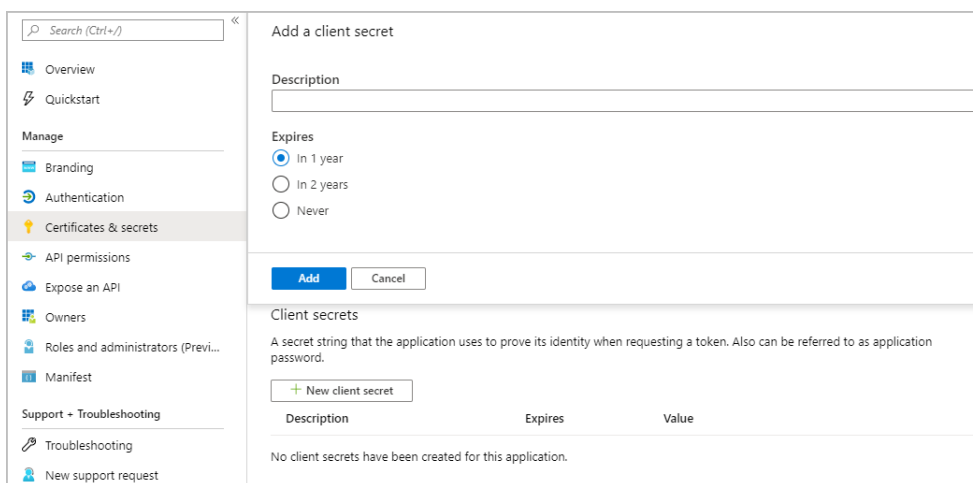 Search (Ctrl+/)
«
Overview
Quickstart
Manage
Branding
Authentication
Certificates & secrets
API permissions
Expose an API
Owners
Roles and administrators (Previ...
Manifest
Support + Troubleshooting
Troubleshooting
New support request
Add a client secret
Description
Expires
In 1 year
In 2 years
Never
Add
Cancel
Client secrets
A secret string that the application uses to prove its identity when requesting a token. Also can be referred to as application
password.
+ New client secret
Description Expires Value
No client secrets have been created for this application.